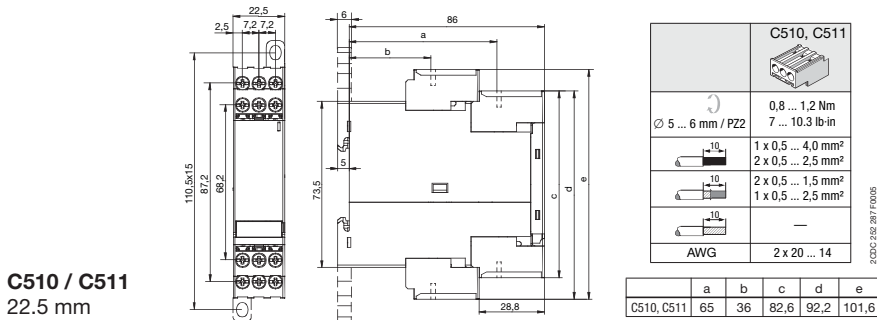 22,5
2,5 7,2 7,2
110,5x15
87,2
68,2
6 86
a
b
5
73,5
c
d
e
28,8
C510, C511
Ø 5 ... 6 mm / PZ2
0,8 ... 1,2 Nm
7 ... 10.3 lb·in
10
1 x 0,5 ... 4,0 mm²
2 x 0,5 ... 2,5 mm²
10
2 x 0,5 ... 1,5 mm²
1 x 0,5 ... 2,5 mm²
10
—
AWG 2 x 20 ... 14
2CDC 252 287 F0005
a b c d e
C510, C511 65 36 82,6 92,2 101,6
C510 / C511
22.5 mm